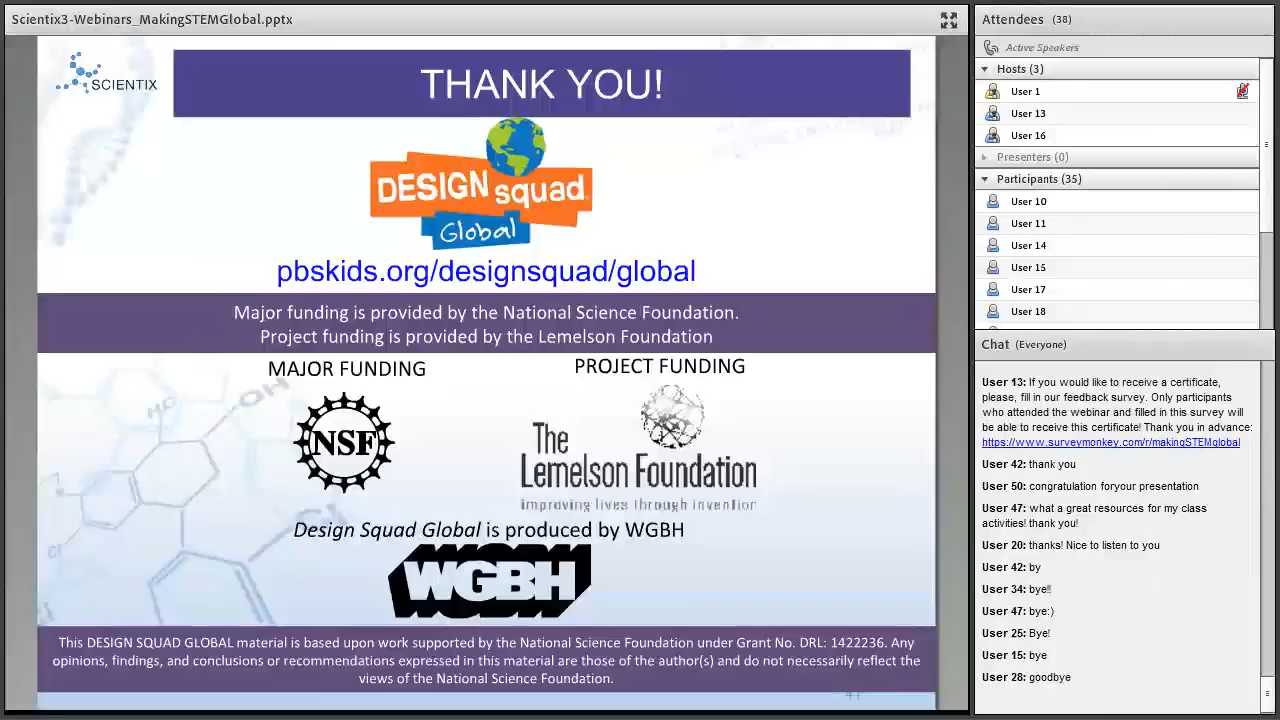 Scientix3-Webinars_MakingSTEMGlobal.pptx
SCIENTIX
THANK YOU!
DESIGN squad
Global
pbskids.org/designsquad/global
Major funding is provided by the National Science Foundation.
Project funding is provided by the Lemelson Foundation
MAJOR FUNDING
PROJECT FUNDING
NSF
The
Lemelson Foundation
improving lives through invention
Design Squad Global is produced by WGBH
WGBH
This DESIGN SQUAD GLOBAL material is based upon work supported by the National Science Foundation under Grant No. DRL: 1422236. Any
opinions, findings, and conclusions or recommendations expressed in this material are those of the author(s) and do not necessarily reflect the
views of the National Science Foundation.
HO
OH
Cl
Attendees (38)
Active Speakers
Hosts (3)
User 1
User 13
User 16
Presenters (0)
Participants (35)
User 10
User 11
User 14
User 15
User 17
User 18
Chat (Everyone)
User 13: If you would like to receive a certificate,
please, fill in our feedback survey. Only participants
who attended the webinar and filled in this survey will
be able to receive this certificate! Thank you in advance:
https://www.surveymonkey.com/r/makingSTEMglobal
User 42: thank you
User 50: congratulation foryour presentation
User 47: what a great resources for my class
activities! thank you!
User 20: thanks! Nice to listen to you
User 42: by
User 34: bye!!
User 47: bye:)
User 25: Bye!
User 15: bye
User 28: goodbye